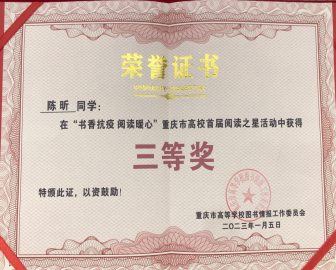 荣誉证书
陈昕 同学：
在“书香抗疫 阅读暖心”重庆市高校首届阅读之星活动中获得
三等奖
特颁此证，以资鼓励！
重庆市高等学校图书情报工作委员会
二〇二三年一月五日